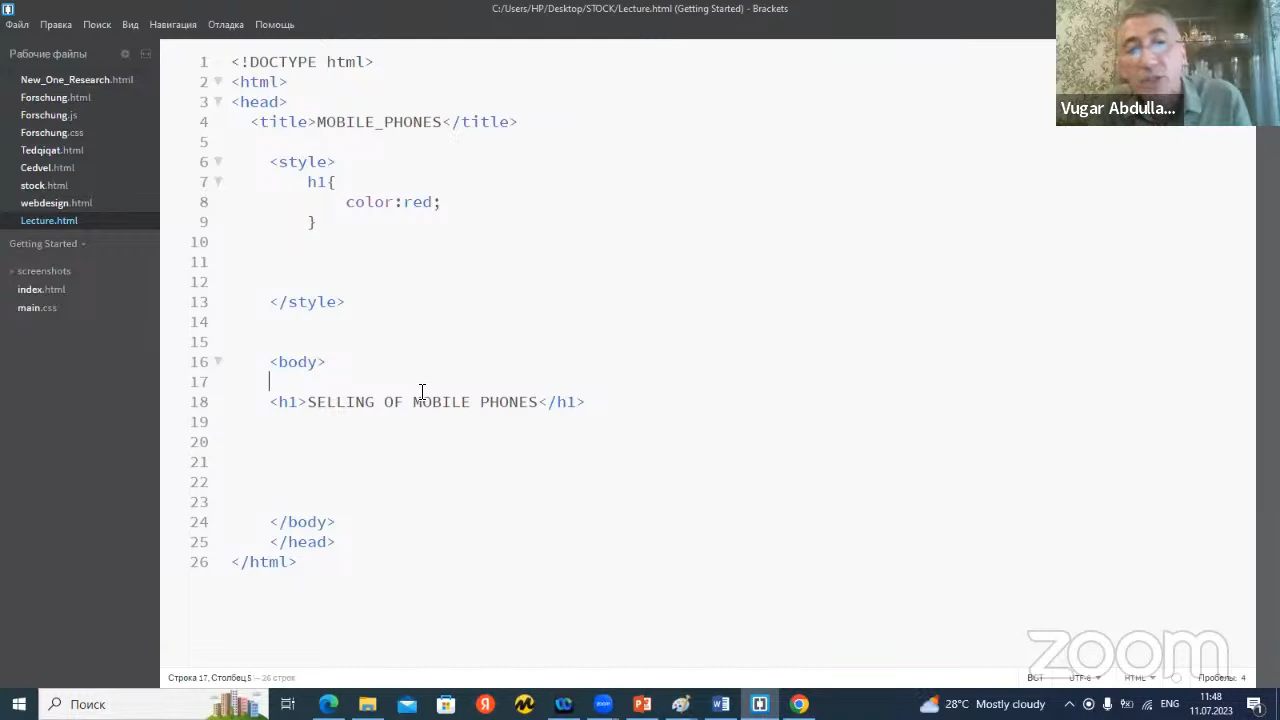 C:/Users/HP/Desktop/STOCK/Lecture.html (Getting Started) - Brackets
Файл Правка Поиск Вид Навигация Отладка Помощь
Рабочие файлы
New_One_Research.html
Forschung.html
Forschung.js
Forschung.css
Tedqiqat.html
Cedvel.html
stock.html
webdesign.html
Lecture.html
Getting Started
screenshots
index.html
main.css
1 <!DOCTYPE html>
2 <html>
3 <head>
4 <title>MOBILE_PHONES</title>
5
6 <style>
7 h1{
8 color:red;
9 }
10
11
12
13 </style>
14
15
16 <body>
17
18 <h1>SELLING OF MOBILE PHONES</h1>
19
20
21
22
23
24 </body>
25 </head>
26 </html>
Vugar Abdulla...
zoom
Строка 17, Столбец 5 — 26 строк
ВСТ UTF-8 HTML Пробелы: 4
Поиск
28°C Mostly cloudy
ENG
11:48
11.07.2023